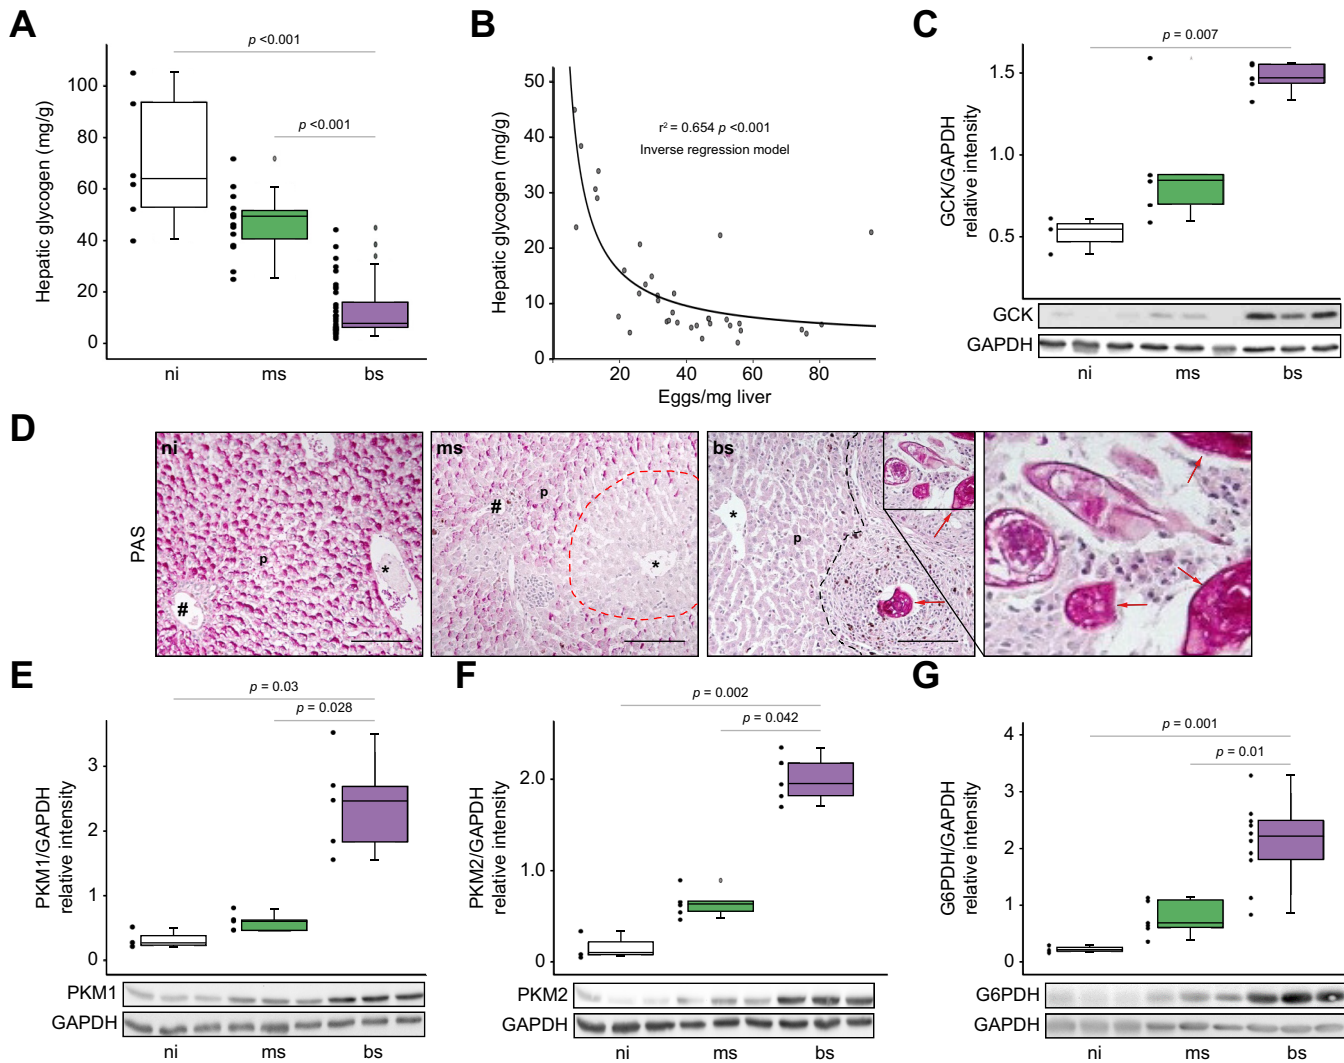 A
p <0.001
p <0.001
Hepatic glycogen (mg/g)
100
80
60
40
20
0
ni
ms
bs
B
r² = 0.654 p <0.001
Inverse regression model
Hepatic glycogen (mg/g)
50
40
30
20
10
0
20
40
60
80
Eggs/mg liver
C
p = 0.007
GCK/GAPDH
relative intensity
1.5
1.0
0.5
GCK
GAPDH
ni
ms
bs
D
PAS
ni
p
#
*
ms
#
p
*
bs
*
p
E
p = 0.03
p = 0.028
PKM1/GAPDH
relative intensity
3
2
1
0
PKM1
GAPDH
ni
ms
bs
F
p = 0.002
p = 0.042
PKM2/GAPDH
relative intensity
2.0
1.0
0
PKM2
GAPDH
ni
ms
bs
G
p = 0.001
p = 0.01
G6PDH/GAPDH
relative intensity
4
3
2
1
0
G6PDH
GAPDH
ni
ms
bs